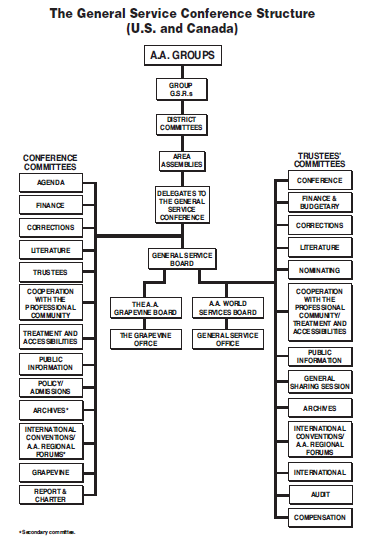 The General Service Conference Structure
(U.S. and Canada)
A.A. GROUPS
GROUP
G.S.R.s
DISTRICT
COMMITTEES
AREA
ASSEMBLIES
DELEGATES TO
THE GENERAL
SERVICE
CONFERENCE
GENERAL SERVICE
BOARD
THE A.A.
GRAPEVINE BOARD
A.A. WORLD
SERVICES BOARD
THE GRAPEVINE
OFFICE
GENERAL SERVICE
OFFICE
CONFERENCE
COMMITTEES
AGENDA
FINANCE
CORRECTIONS
LITERATURE
TRUSTEES
COOPERATION
WITH THE
PROFESSIONAL
COMMUNITY
TREATMENT AND
ACCESSIBILITIES
PUBLIC
INFORMATION
POLICY/
ADMISSIONS
ARCHIVES*
INTERNATIONAL
CONVENTIONS/
A.A. REGIONAL
FORUMS*
GRAPEVINE
REPORT &
CHARTER
TRUSTEES'
COMMITTEES
CONFERENCE
FINANCE &
BUDGETARY
CORRECTIONS
LITERATURE
NOMINATING
COOPERATION
WITH THE
PROFESSIONAL
COMMUNITY/
TREATMENT AND
ACCESSIBILITIES
PUBLIC
INFORMATION
GENERAL
SHARING SESSION
ARCHIVES
INTERNATIONAL
CONVENTIONS/
A.A. REGIONAL
FORUMS
INTERNATIONAL
AUDIT
COMPENSATION
*Secondary committee.